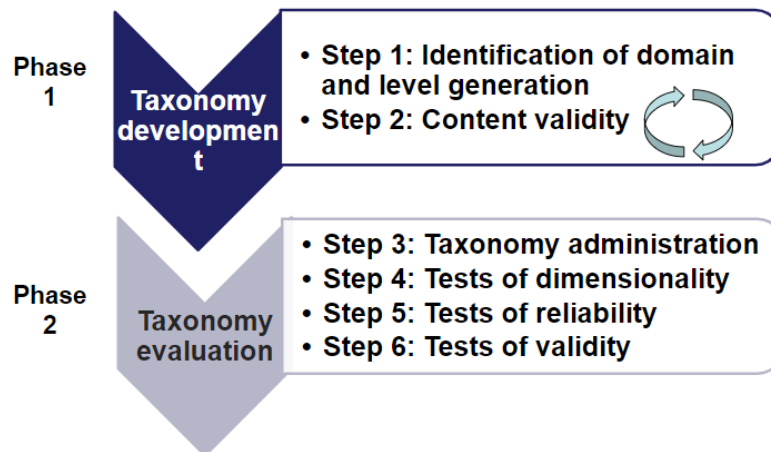 Phase
1
Taxonomy
developmen
t
• Step 1: Identification of domain
and level generation
• Step 2: Content validity
Phase
2
Taxonomy
evaluation
• Step 3: Taxonomy administration
• Step 4: Tests of dimensionality
• Step 5: Tests of reliability
• Step 6: Tests of validity